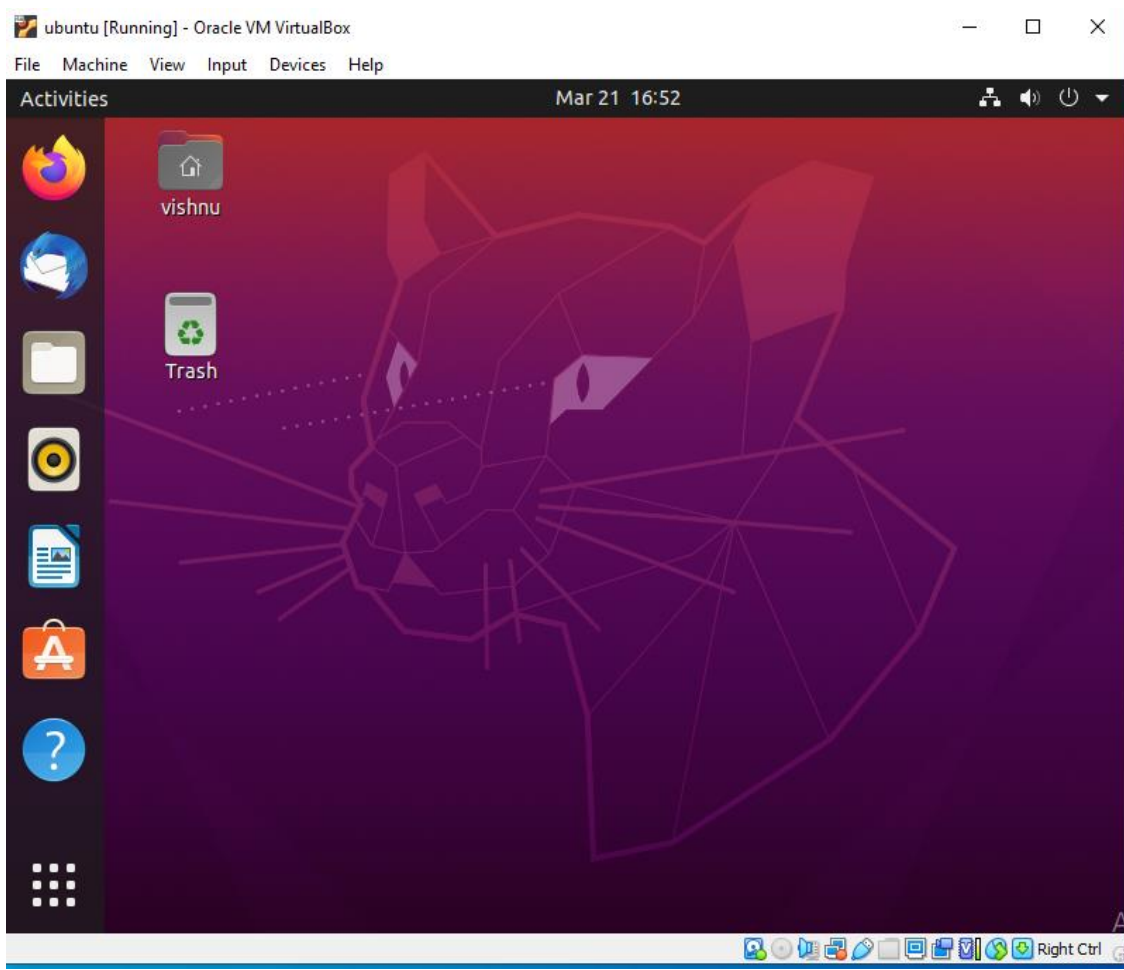 ubuntu [Running] - Oracle VM VirtualBox
File Machine View Input Devices Help
Activities Mar 21 16:52
vishnu
Trash
Right Ctrl